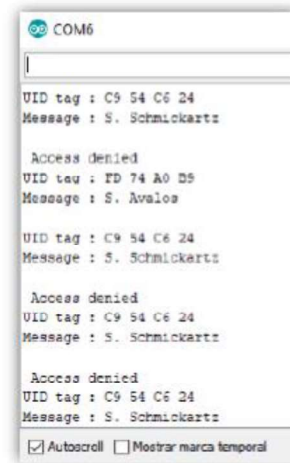 COM6
UID tag : C9 54 C6 24
Message : S. Schmickartz
Access denied
UID tag : FD 74 A0 B9
Message : S. Avalos
UID tag : C9 54 C6 24
Message : S. Schmickartz
Access denied
UID tag : C9 54 C6 24
Message : S. Schmickartz
Access denied
UID tag : C9 54 C6 24
Message : S. Schmickartz
Autoscroll Mostrar marca temporal